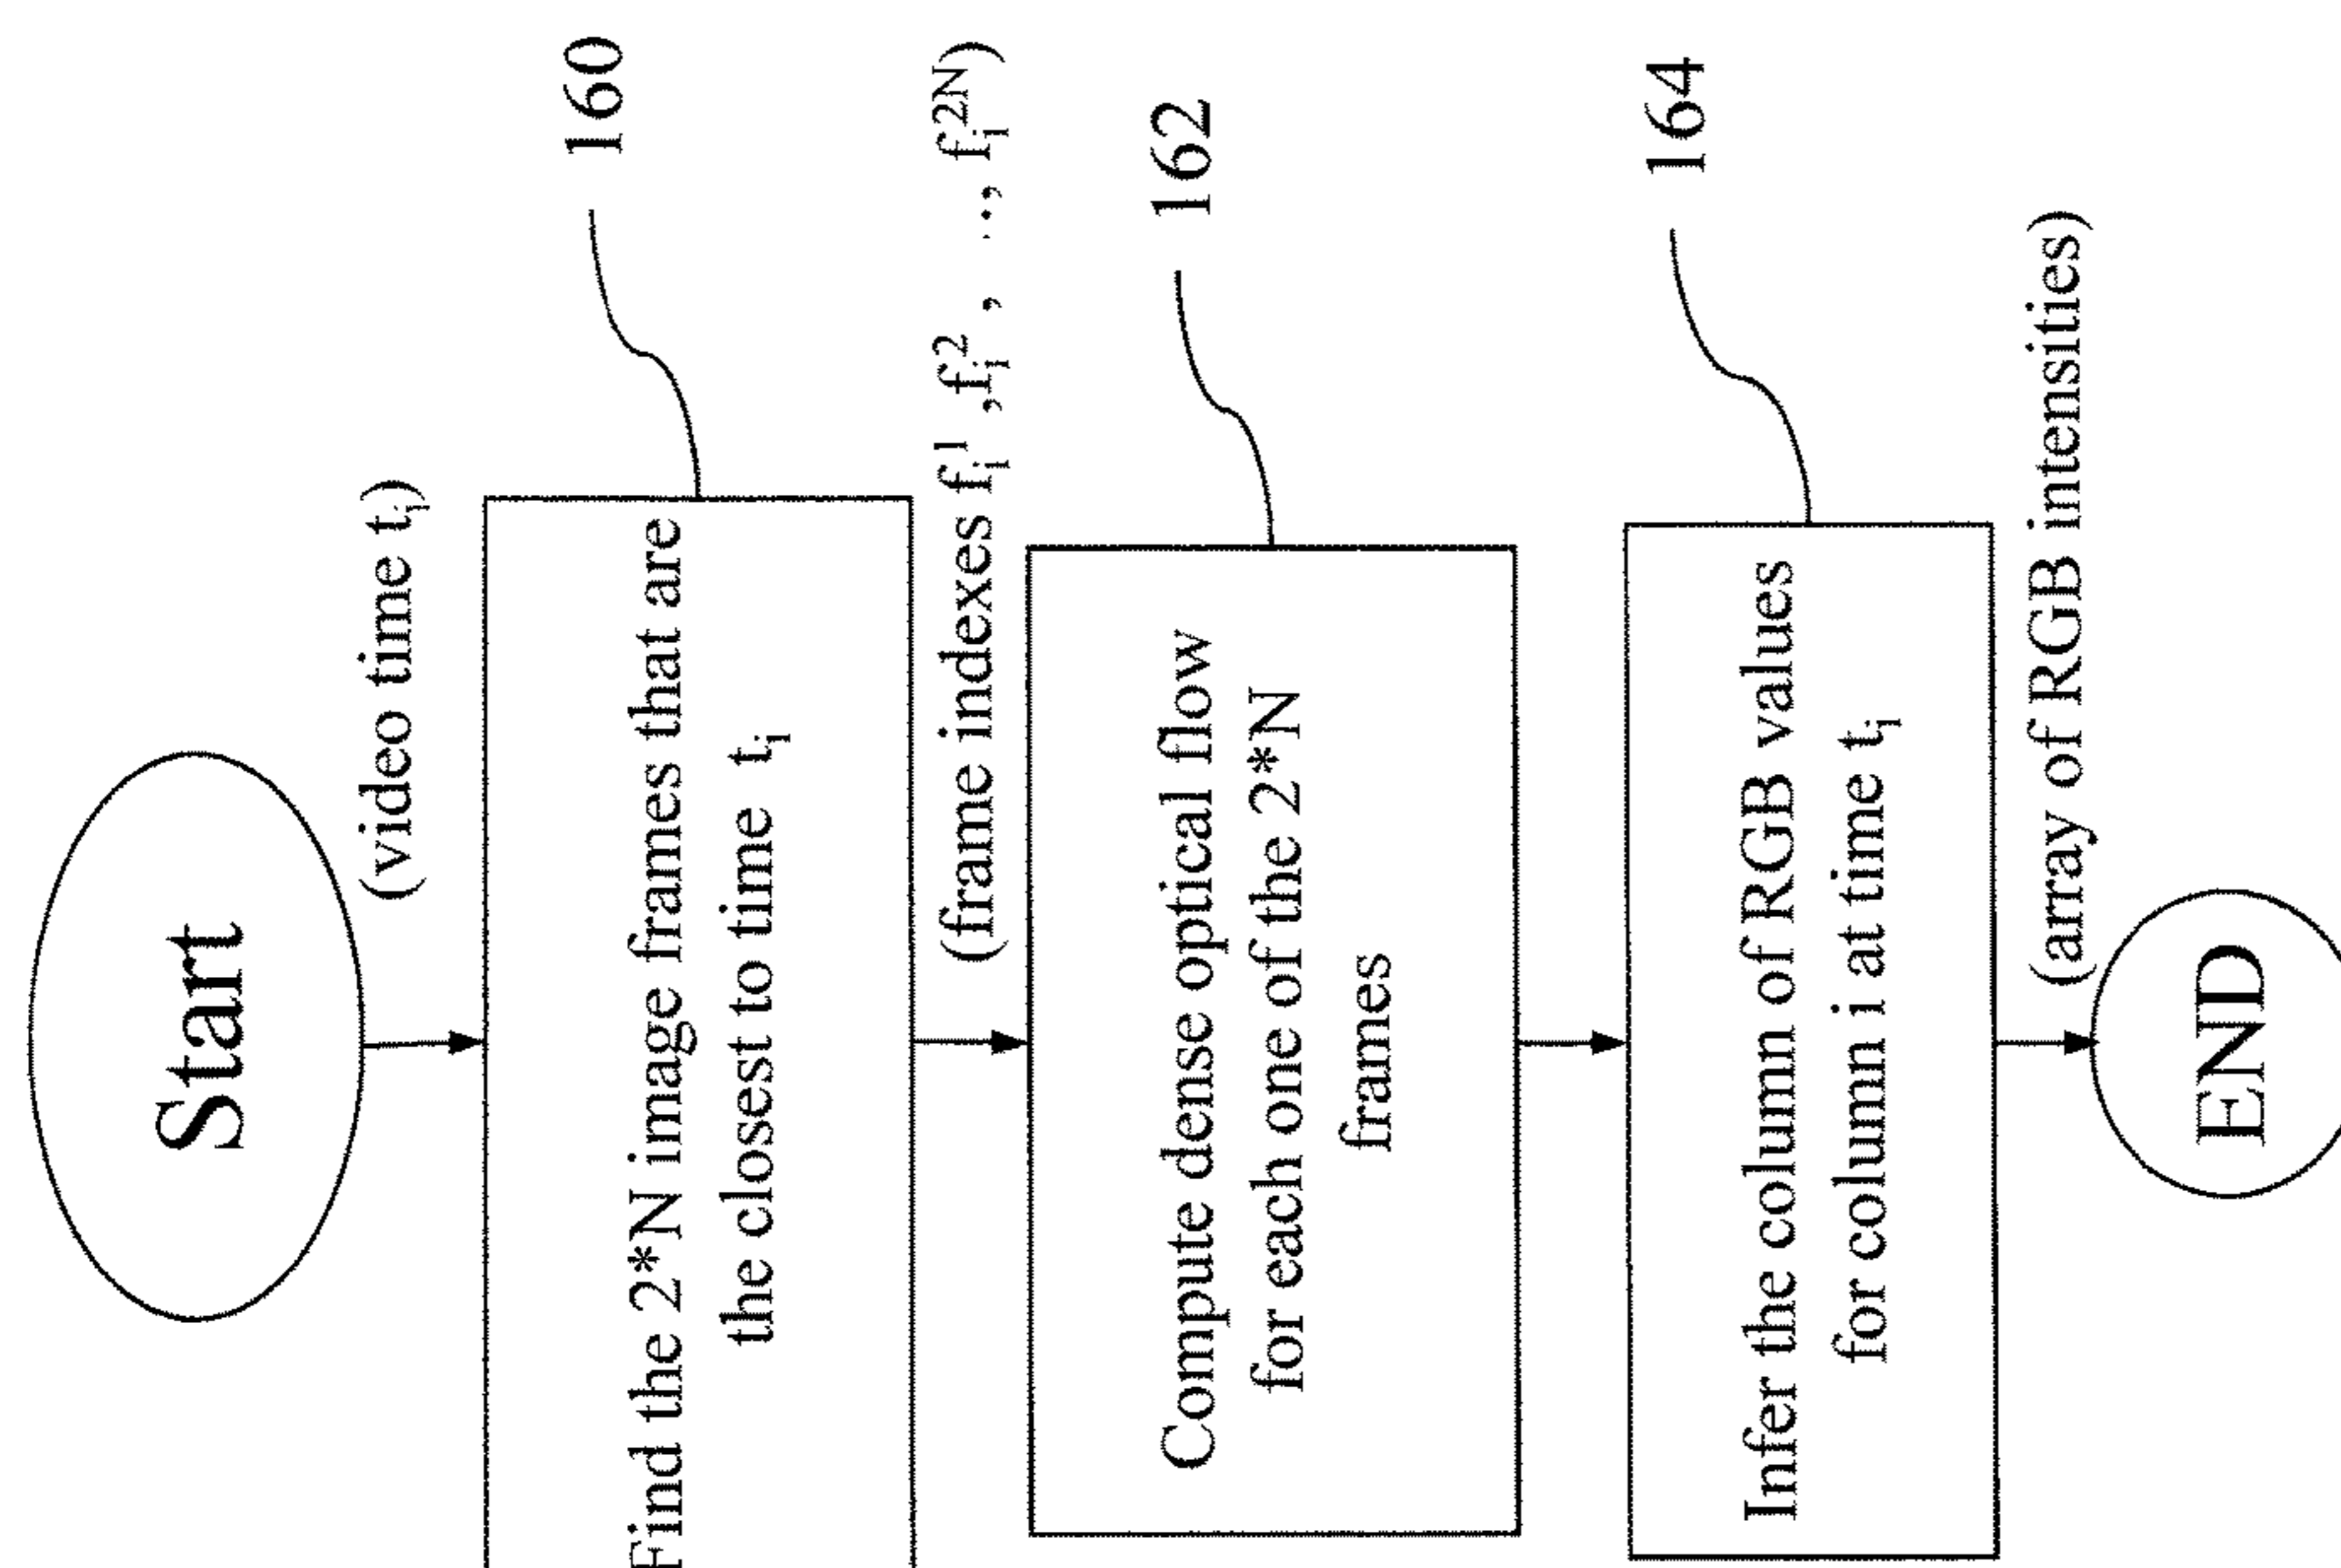 Start
(video time tᵢ)
160
Find the 2*N image frames that are
the closest to time tᵢ
(frame indexes fᵢ¹ ,fᵢ² , ..., fᵢ²ᴺ)
162
Compute dense optical flow
for each one of the 2*N
frames
164
Infer the column of RGB values
for column i at time tᵢ
(array of RGB intensities)
END